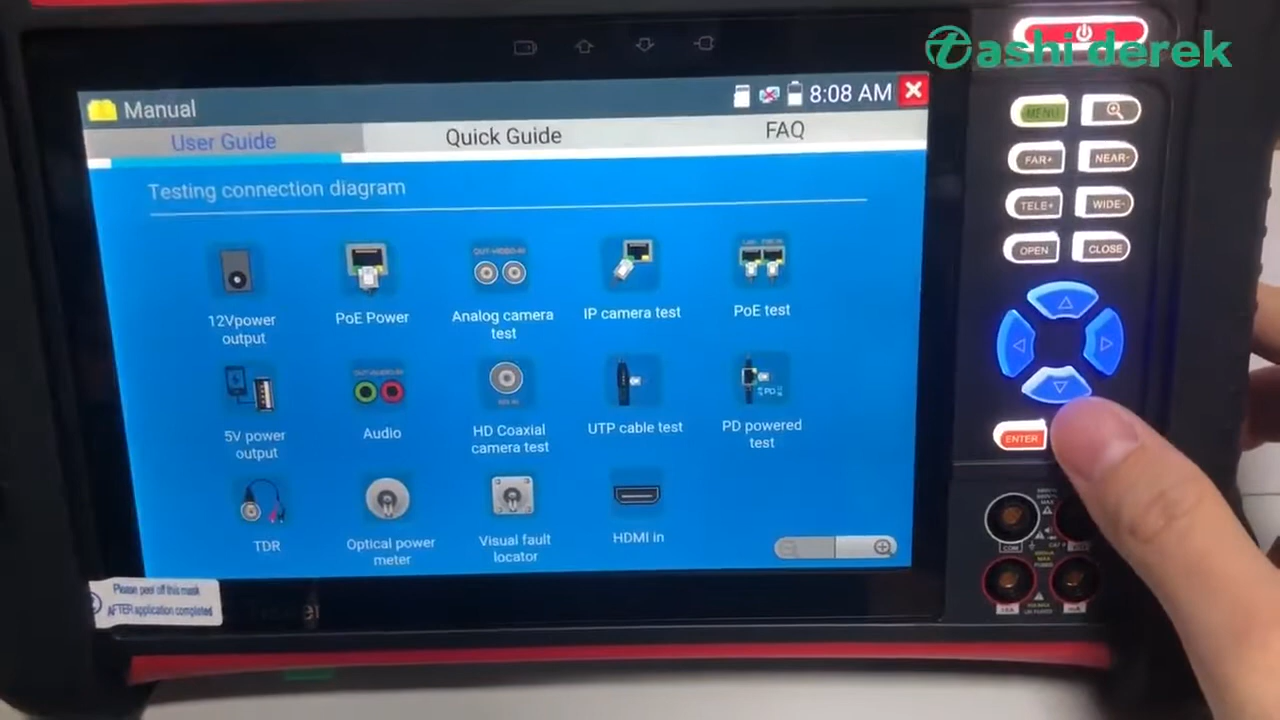 tashi derek
Manual
8:08 AM
User Guide
Quick Guide
FAQ
Testing connection diagram
12Vpower
output
PoE Power
Analog camera
test
IP camera test
PoE test
5V power
output
Audio
HD Coaxial
camera test
UTP cable test
PD powered
test
TDR
Optical power
meter
Visual fault
locator
HDMI in
MENU
FAR+
NEAR-
TELE+
WIDE-
OPEN
CLOSE
ENTER
COM
10A
mA
Please peel off this mask
AFTER application completed